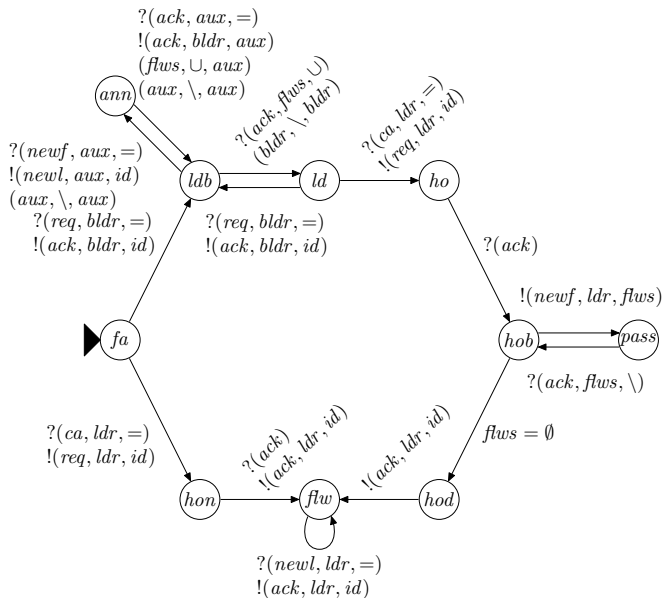 ?(ack, aux, =)
!(ack, bldr, aux)
(flws, ∪, aux)
(aux, \, aux)
ann
?(ack, flws, ∪)
(bldr, \, bldr)
?(ca, ldr, =)
!(req, ldr, id)
?(newf, aux, =)
!(newl, aux, id)
(aux, \, aux)
ldb
ld
ho
?(req, bldr, =)
!(ack, bldr, id)
?(req, bldr, =)
!(ack, bldr, id)
?(ack)
!(newf, ldr, flws)
fa
hob
pass
?(ack, flws, \)
?(ca, ldr, =)
!(req, ldr, id)
?(ack)
!(ack, ldr, id)
!(ack, ldr, id)
flws = ∅
hon
flw
hod
?(newl, ldr, =)
!(ack, ldr, id)